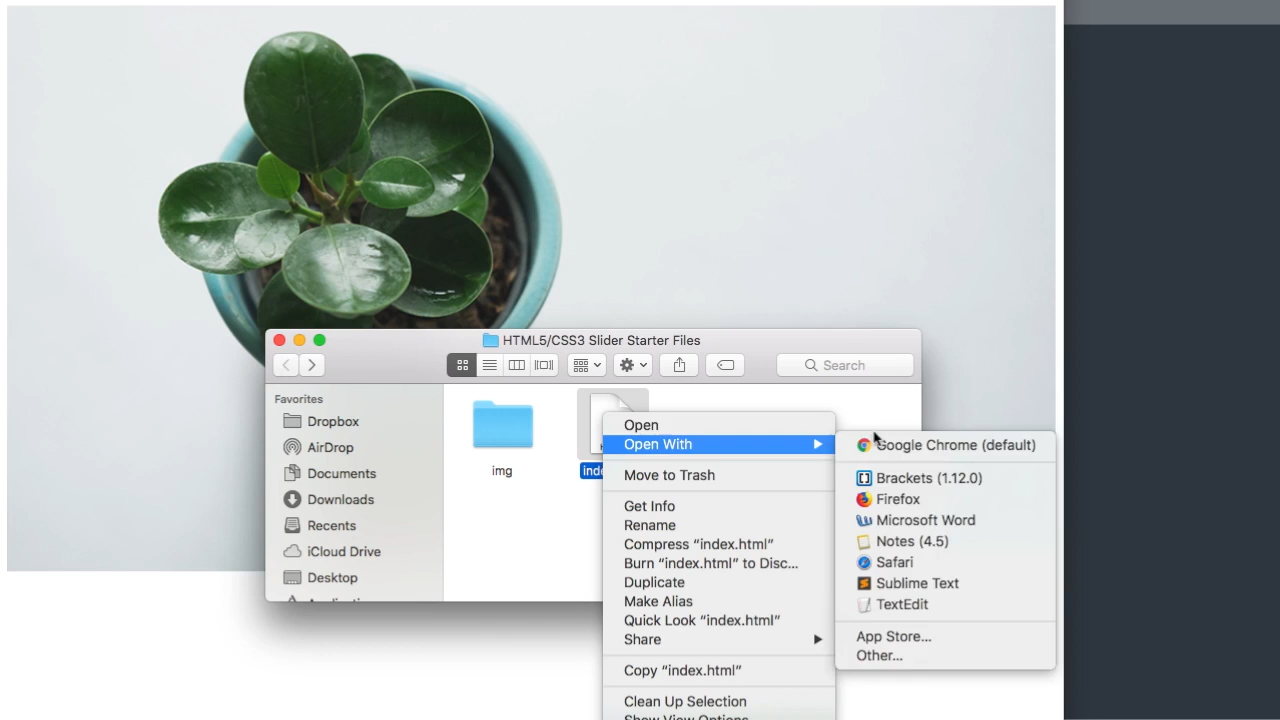 HTML5/CSS3 Slider Starter Files
Search
Favorites
Dropbox
AirDrop
Documents
Downloads
Recents
iCloud Drive
Desktop
img
Open
Open With
Move to Trash
Get Info
Rename
Compress “index.html”
Burn “index.html” to Disc...
Duplicate
Make Alias
Quick Look “index.html”
Share
Copy “index.html”
Clean Up Selection
Show View Options
Google Chrome (default)
Brackets (1.12.0)
Firefox
Microsoft Word
Notes (4.5)
Safari
Sublime Text
TextEdit
App Store...
Other...